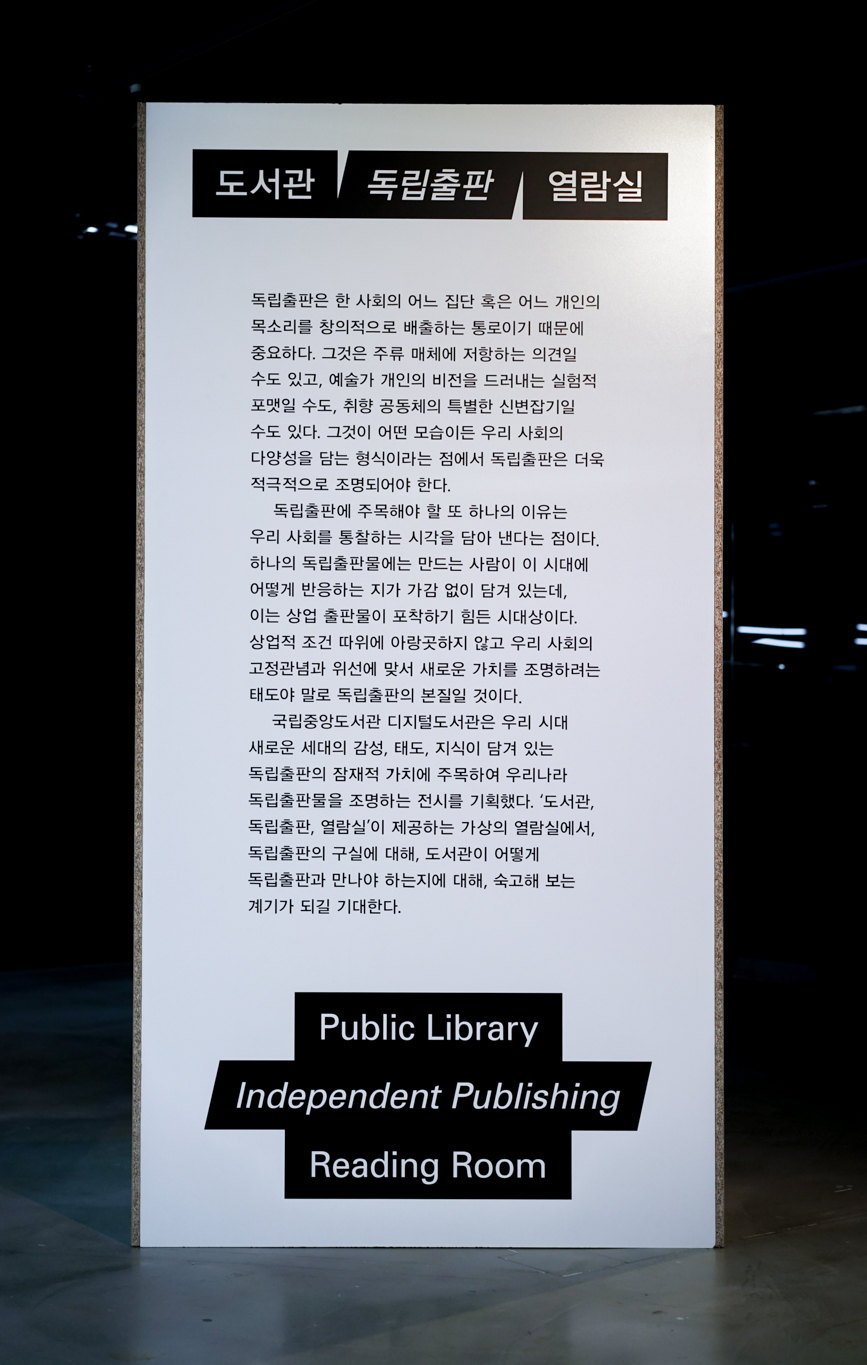 도서관 독립출판 열람실
독립출판은 한 사회의 어느 집단 혹은 어느 개인의
목소리를 창의적으로 배출하는 통로이기 때문에
중요하다. 그것은 주류 매체에 저항하는 의견일
수도 있고, 예술가 개인의 비전을 드러내는 실험적
포맷일 수도, 취향 공동체의 특별한 신변잡기일
수도 있다. 그것이 어떤 모습이든 우리 사회의
다양성을 담는 형식이라는 점에서 독립출판은 더욱
적극적으로 조명되어야 한다.
독립출판에 주목해야 할 또 하나의 이유는
우리 사회를 통찰하는 시각을 담아 낸다는 점이다.
하나의 독립출판물에는 만드는 사람이 이 시대에
어떻게 반응하는 지가 가감 없이 담겨 있는데,
이는 상업 출판물이 포착하기 힘든 시대상이다.
상업적 조건 따위에 아랑곳하지 않고 우리 사회의
고정관념과 위선에 맞서 새로운 가치를 조명하려는
태도야 말로 독립출판의 본질일 것이다.
국립중앙도서관 디지털도서관은 우리 시대
새로운 세대의 감성, 태도, 지식이 담겨 있는
독립출판의 잠재적 가치에 주목하여 우리나라
독립출판물을 조명하는 전시를 기획했다. ‘도서관,
독립출판, 열람실’이 제공하는 가상의 열람실에서,
독립출판의 구실에 대해, 도서관이 어떻게
독립출판과 만나야 하는지에 대해, 숙고해 보는
계기가 되길 기대한다.
Public Library
Independent Publishing
Reading Room